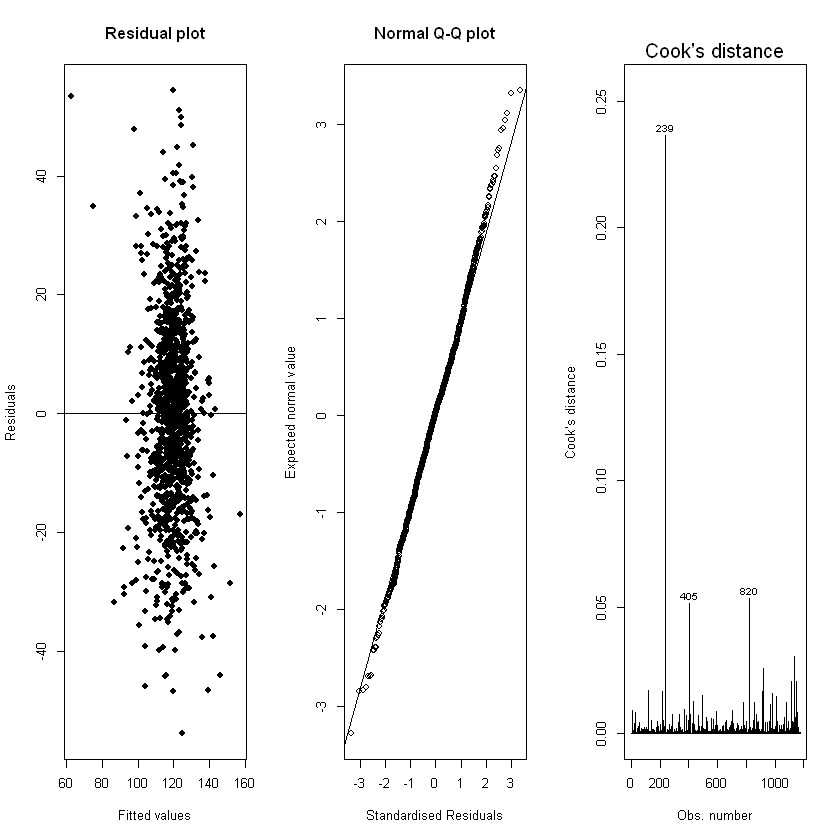 Residual plot
Residuals
40
20
0
-20
-40
60 80 100 120 140 160
Fitted values
Normal Q-Q plot
Expected normal value
3
2
1
0
-1
-2
-3
-3 -2 -1 0 1 2 3
Standardised Residuals
Cook's distance
Cook's distance
0.25
0.20
0.15
0.10
0.05
0.00
239
405
820
0 200 600 1000
Obs. number